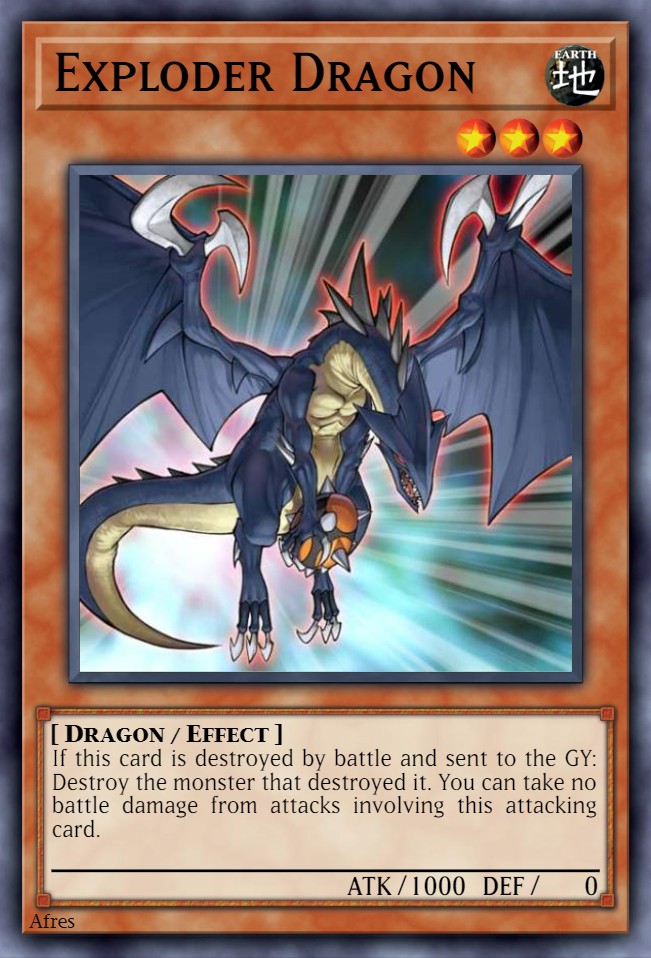 Exploder Dragon
EARTH
地
[ Dragon / Effect ]
If this card is destroyed by battle and sent to the GY:
Destroy the monster that destroyed it. You can take no
battle damage from attacks involving this attacking
card.
ATK / 1000 DEF / 0
Afres